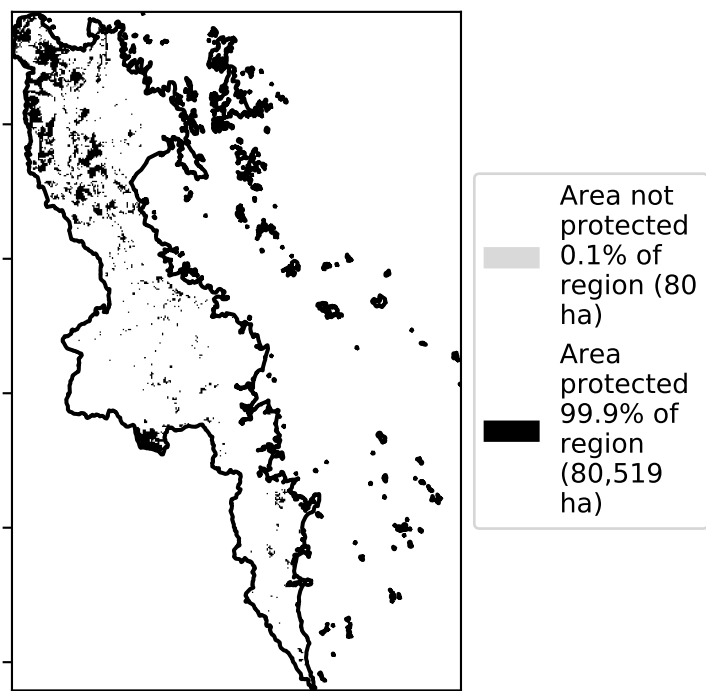 Area not
protected
0.1% of
region (80
ha)
Area
protected
99.9% of
region
(80,519
ha)